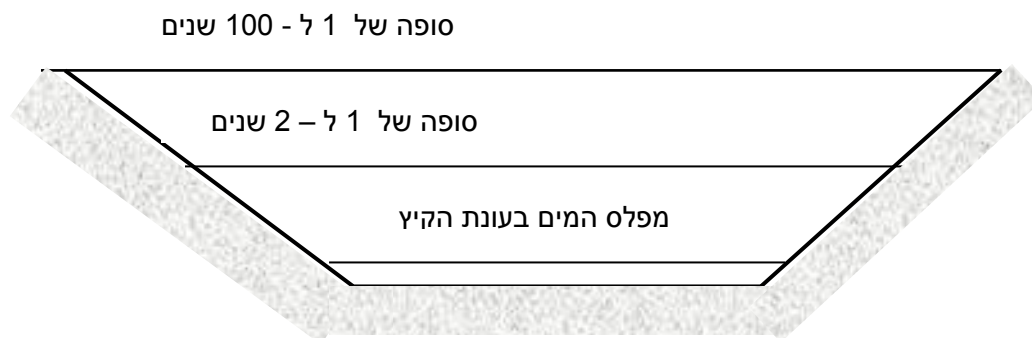 סופה של 1 ל - 100 שנים
סופה של 1 ל – 2 שנים
מפלס המים בעונת הקיץ